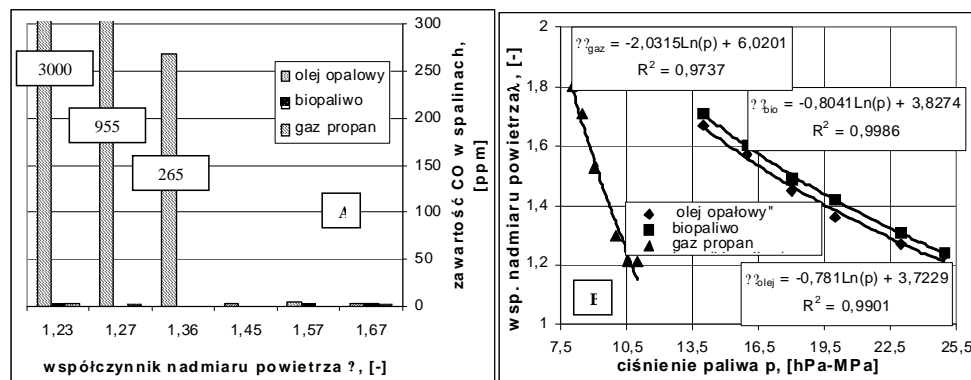 300
250
200
150
100
50
0
3000
955
265
olej opalowy
biopaliwo
gaz propan
A
zawartość CO w spalinach, [ppm]
1,23 1,27 1,36 1,45 1,57 1,67
współczynnik nadmiaru powietrza ?, [-]
2
1,8
1,6
1,4
1,2
1
wsp. nadmiaru powietrzaλ, [-]
??gaz = -2,0315Ln(p) + 6,0201
R² = 0,9737
??bio = -0,8041Ln(p) + 3,8274
R² = 0,9986
olej opałowy"
biopaliwo
gaz propan
??olej = -0,781Ln(p) + 3,7229
R² = 0,9901
7,5 10,5 13,5 16,5 19,5 22,5 25,5
ciśnienie paliwa p, [hPa-MPa]